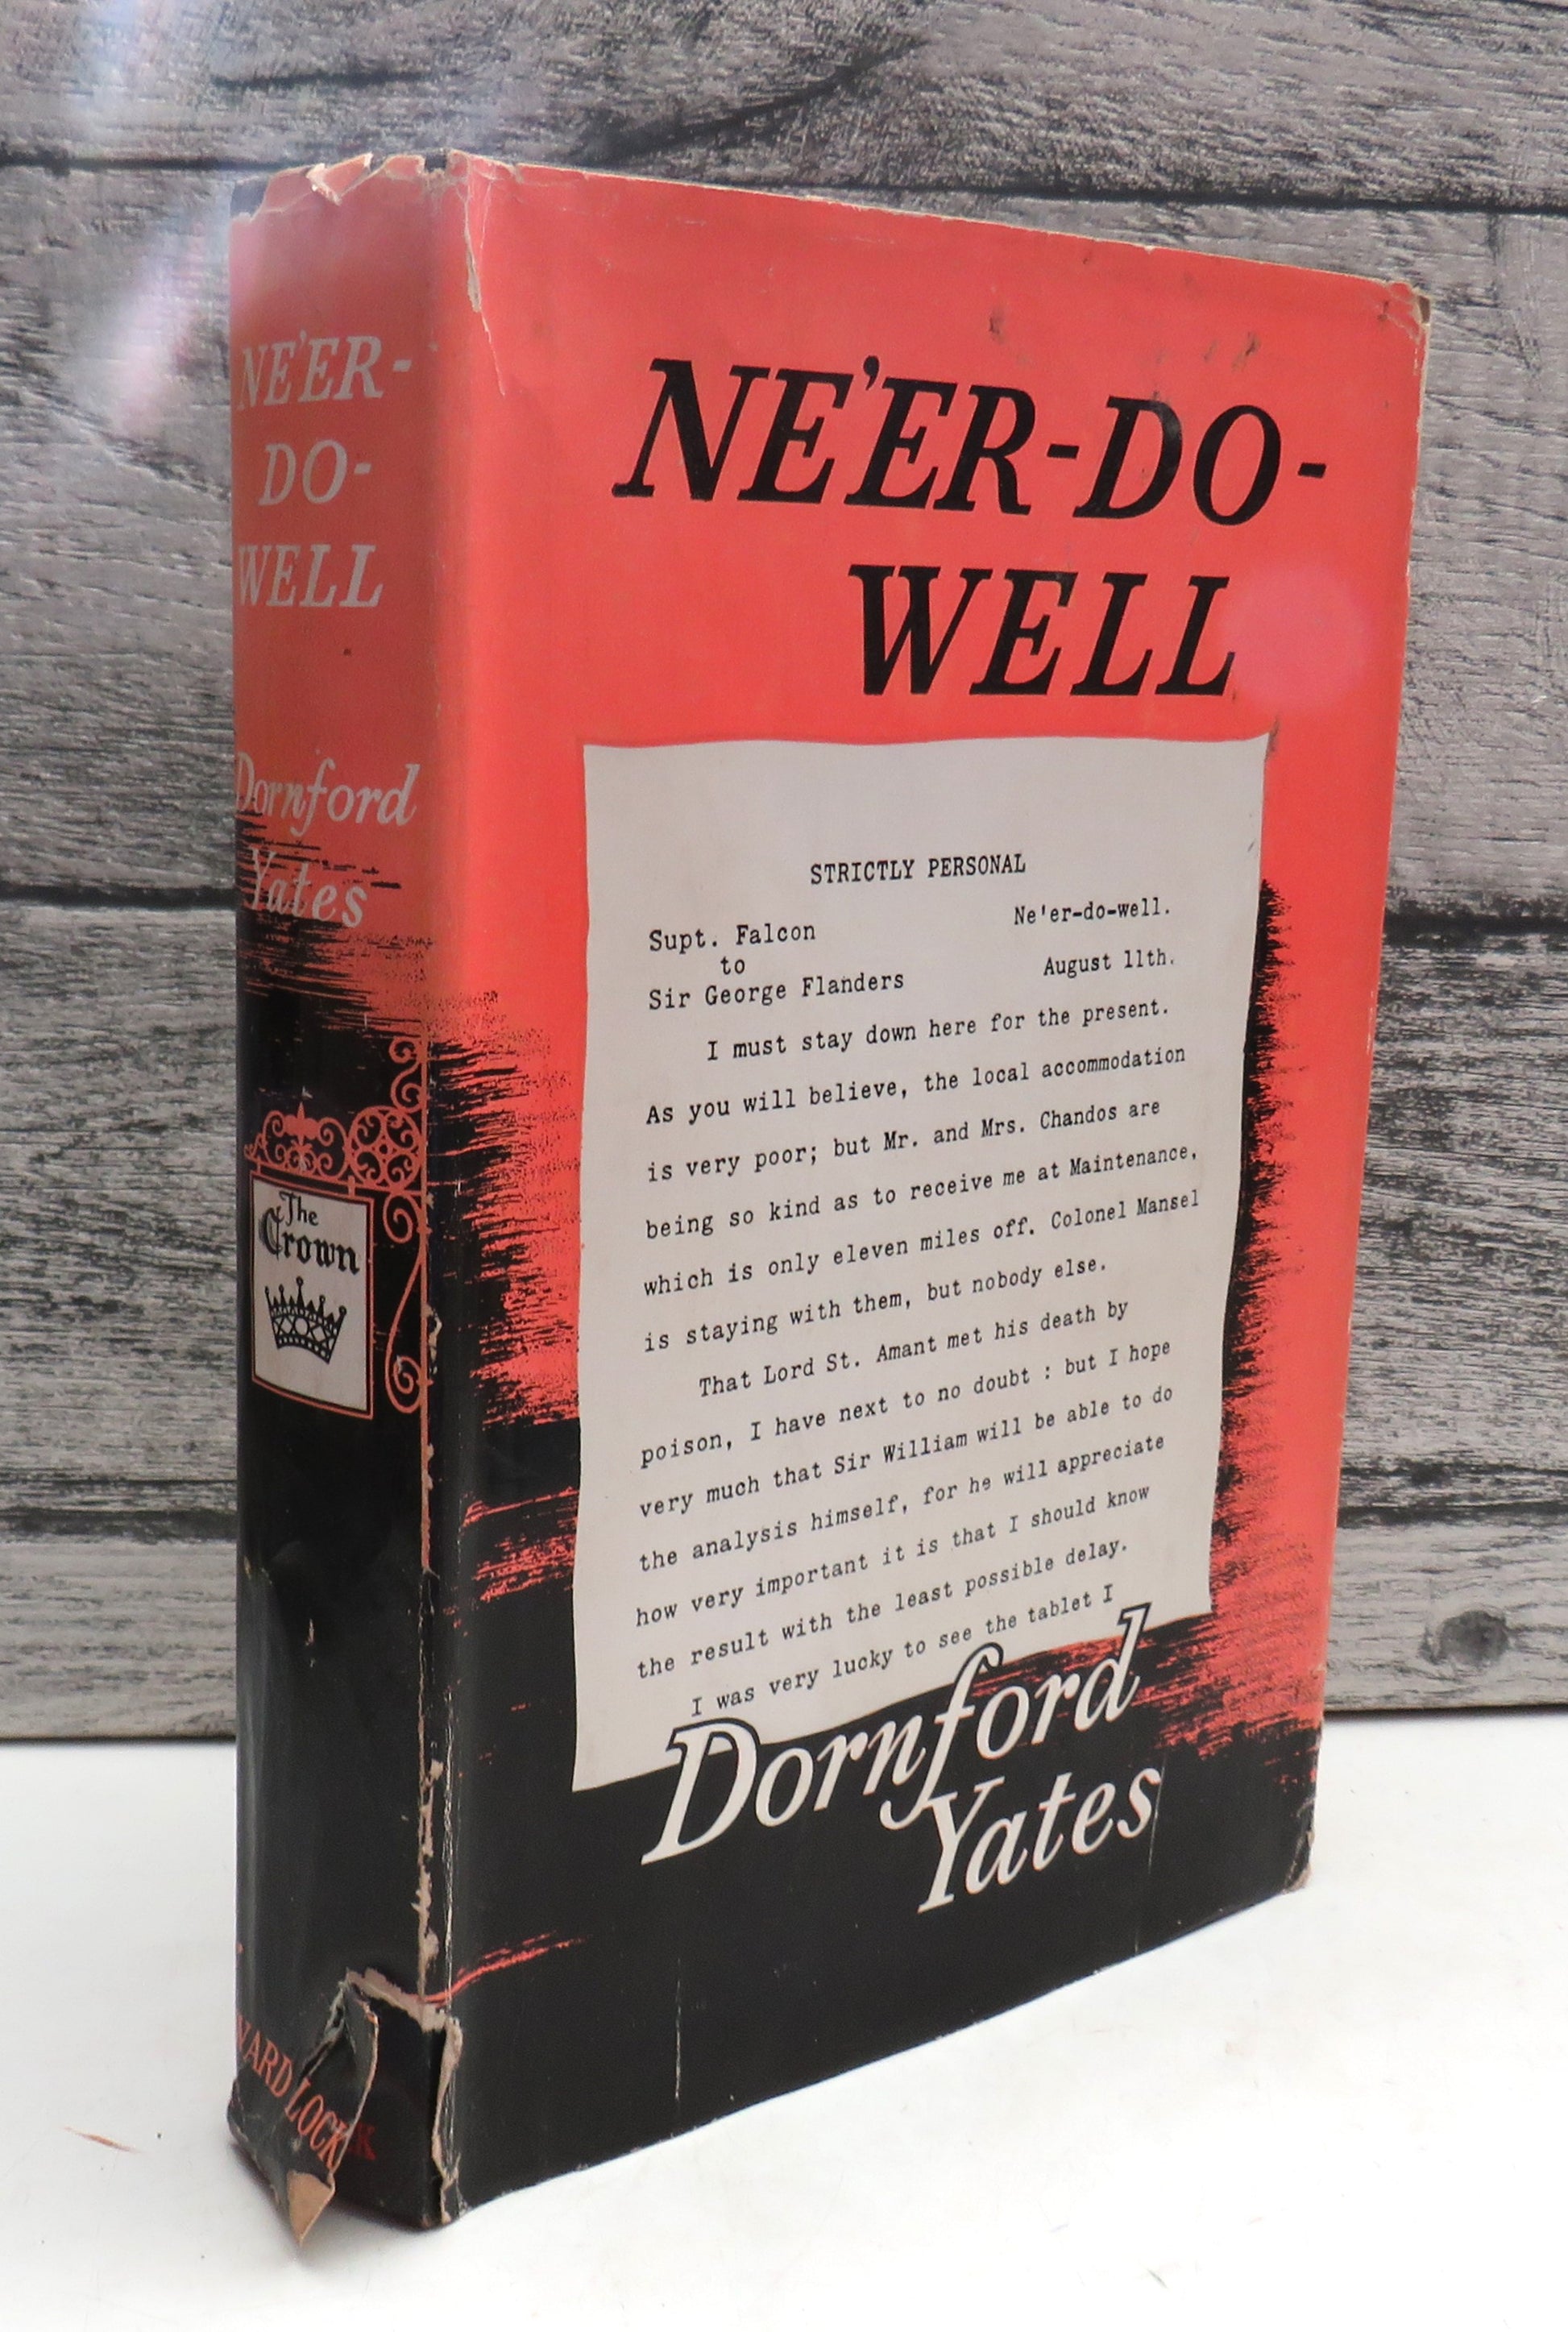 NE'ER-
DO-
WELL
Dornford
Yates
The
Crown
WARD LOCK
NE'ER-DO-
WELL
STRICTLY PERSONAL
Supt. Falcon
to
Sir George Flanders
Ne'er-do-well.
August 11th.
I must stay down here for the present.
As you will believe, the local accommodation
is very poor; but Mr. and Mrs. Chandos are
being so kind as to receive me at Maintenance,
which is only eleven miles off. Colonel Mansel
is staying with them, but nobody else.
That Lord St. Amant met his death by
poison, I have next to no doubt : but I hope
very much that Sir William will be able to do
the analysis himself, for he will appreciate
how very important it is that I should know
the result with the least possible delay.
I was very lucky to see the tablet I
Dornford
Yates